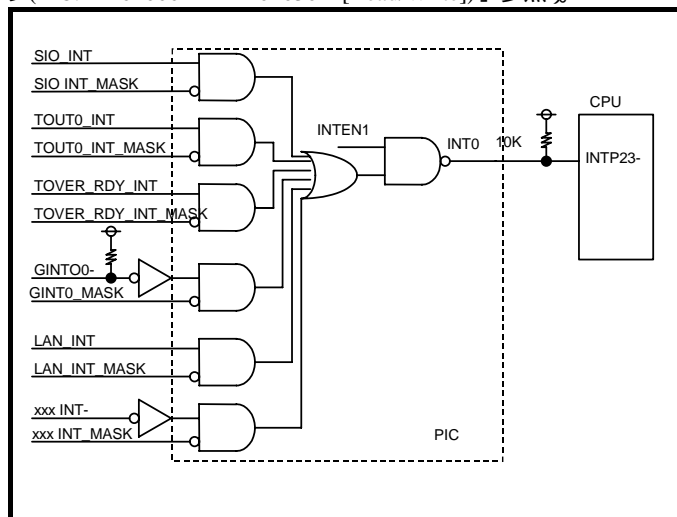 SIO_INT
SIO INT_MASK
TOUT0_INT
TOUT0_INT_MASK
TOVER_RDY_INT
TOVER_RDY_INT_MASK
GINTO0-
GINT0_MASK
LAN_INT
LAN_INT_MASK
xxx INT-
xxx INT_MASK
INTEN1
INT0
10K
CPU
INTP23-
PIC